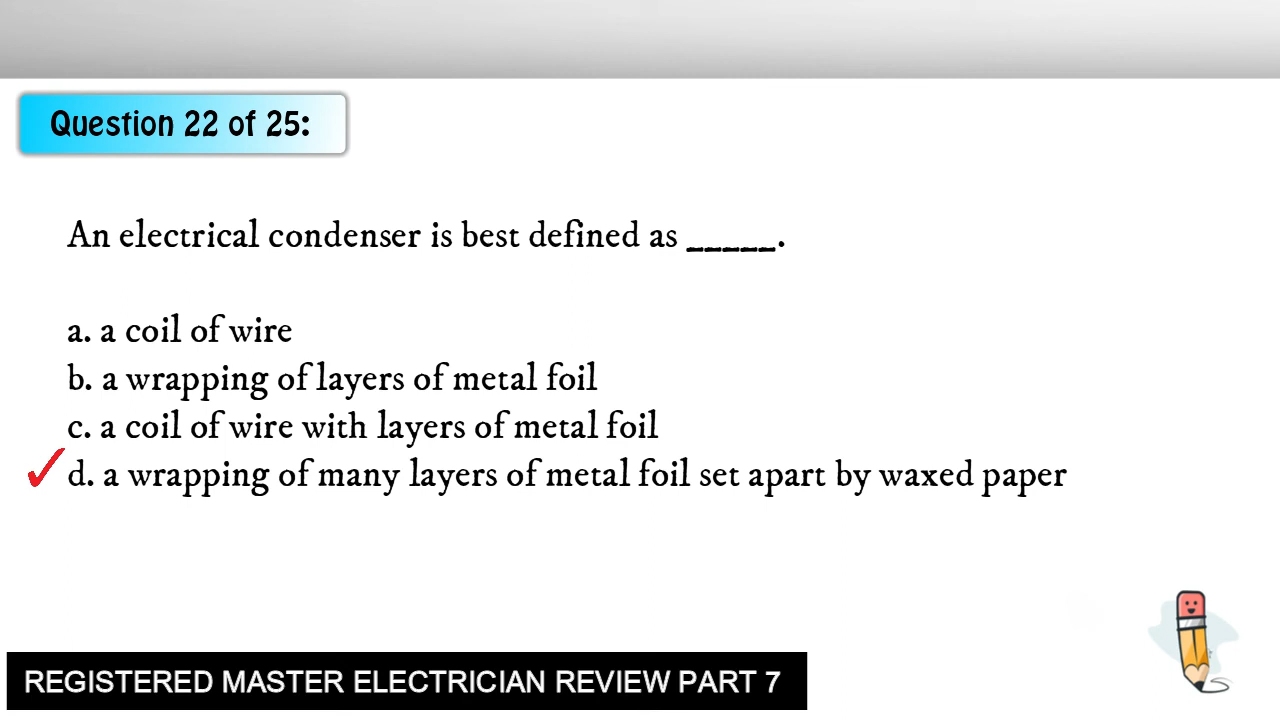 Question 22 of 25:
An electrical condenser is best defined as _____.
a. a coil of wire
b. a wrapping of layers of metal foil
c. a coil of wire with layers of metal foil
d. a wrapping of many layers of metal foil set apart by waxed paper
REGISTERED MASTER ELECTRICIAN REVIEW PART 7